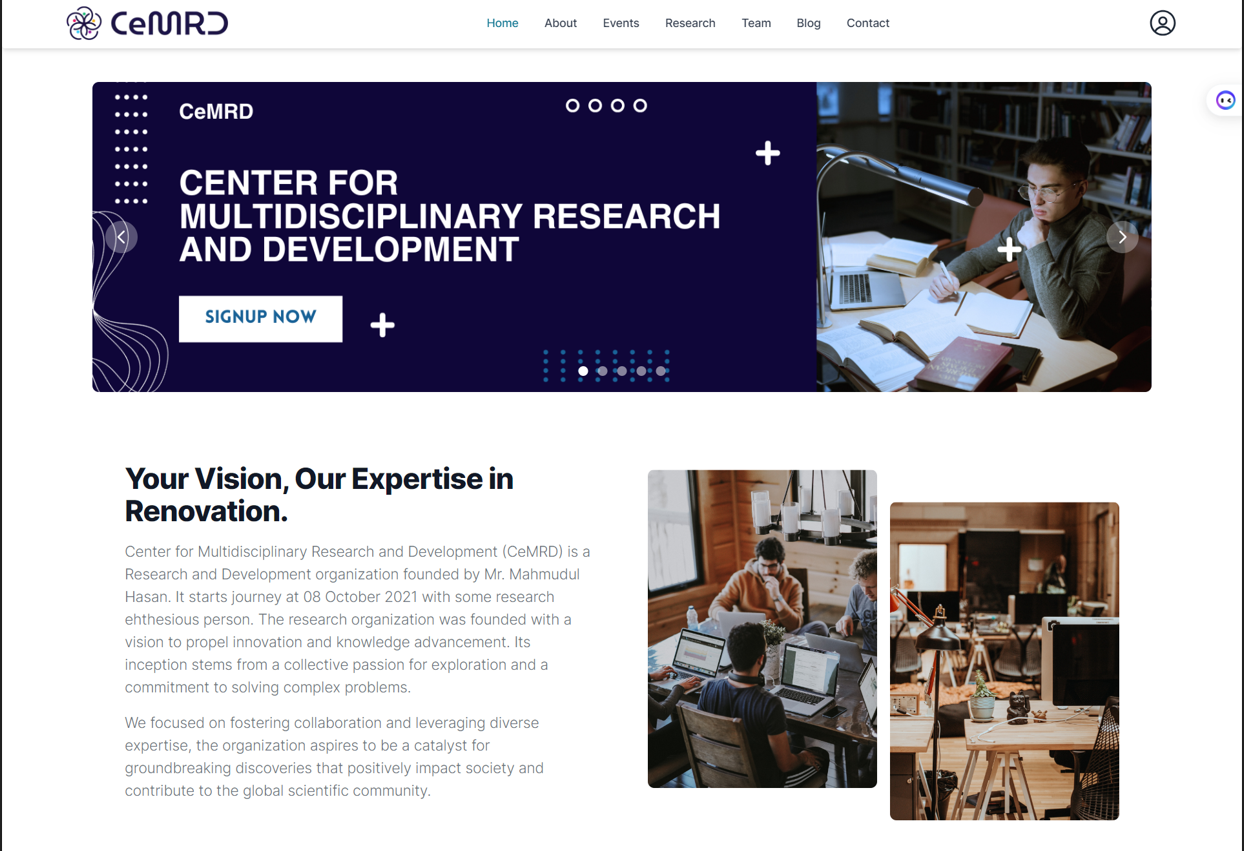 CeMRD
Home About Events Research Team Blog Contact
CeMRD
CENTER FOR
MULTIDISCIPLINARY RESEARCH
AND DEVELOPMENT
SIGNUP NOW
Your Vision, Our Expertise in
Renovation.
Center for Multidisciplinary Research and Development (CeMRD) is a
Research and Development organization founded by Mr. Mahmudul
Hasan. It starts journey at 08 October 2021 with some research
ehthesious person. The research organization was founded with a
vision to propel innovation and knowledge advancement. Its
inception stems from a collective passion for exploration and a
commitment to solving complex problems.
We focused on fostering collaboration and leveraging diverse
expertise, the organization aspires to be a catalyst for
groundbreaking discoveries that positively impact society and
contribute to the global scientific community.